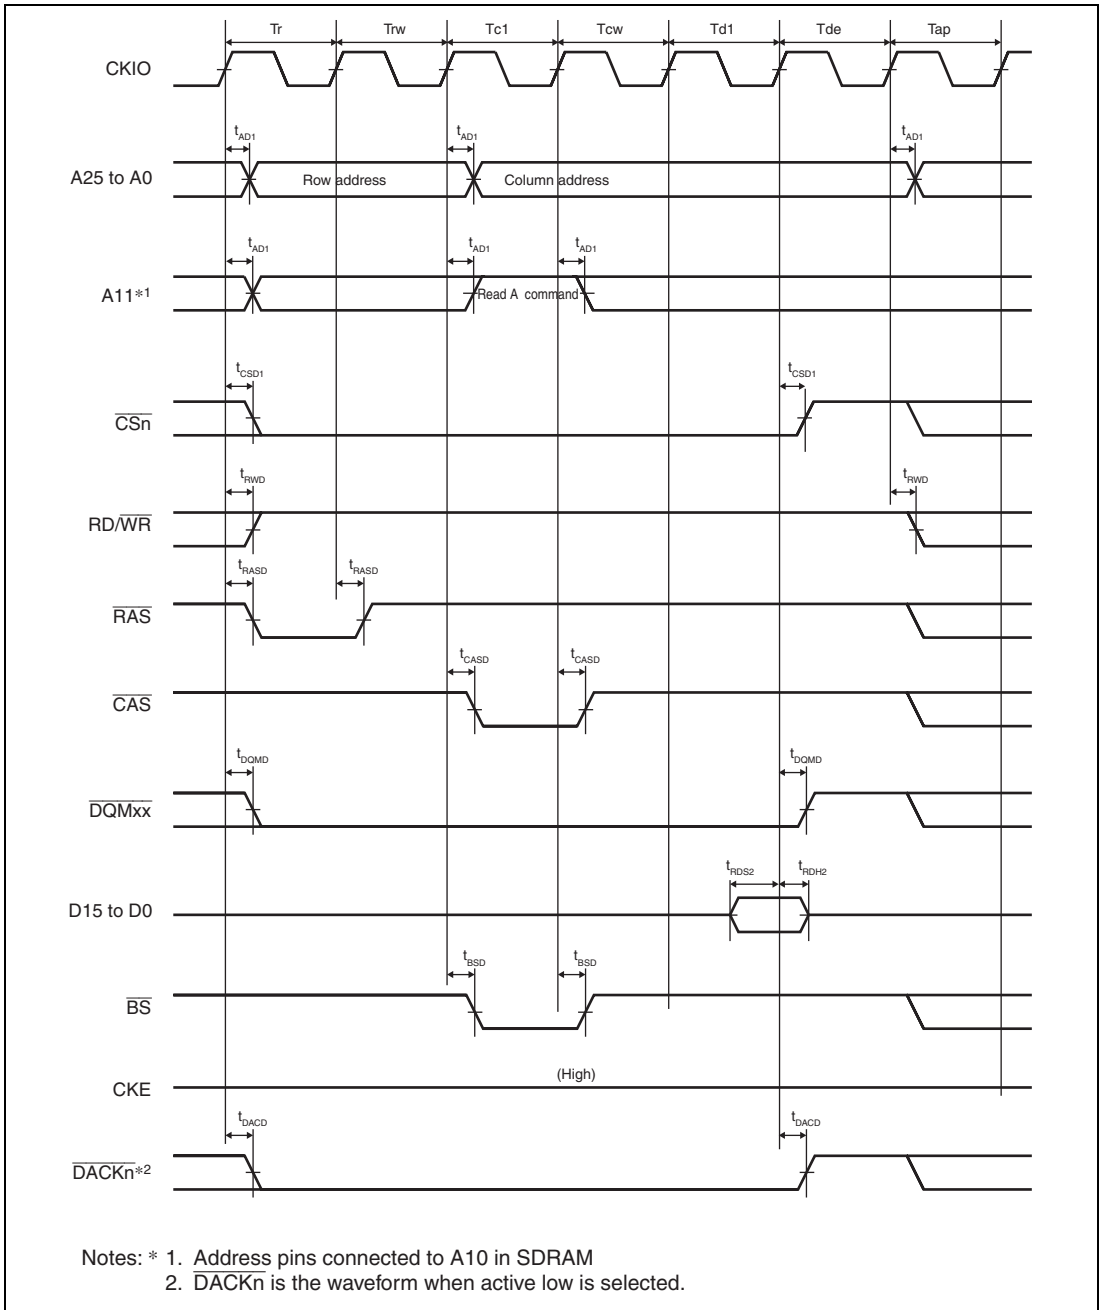 Tr Trw Tc1 Tcw Td1 Tde Tap
CKIO
tAD1 tAD1 tAD1
A25 to A0 Row address Column address
tAD1 tAD1 tAD1
A11*1 Read A command
tCSD1 tCSD1
CSn
tRWD tRWD
RD/WR
tRASD tRASD
RAS
tCASD tCASD
CAS
tDQMD tDQMD
DQMxx
tRDS2 tRDH2
D15 to D0
tBSD tBSD
BS
(High)
CKE
tDACD tDACD
DACKn*2
Notes: * 1. Address pins connected to A10 in SDRAM
2. DACKn is the waveform when active low is selected.